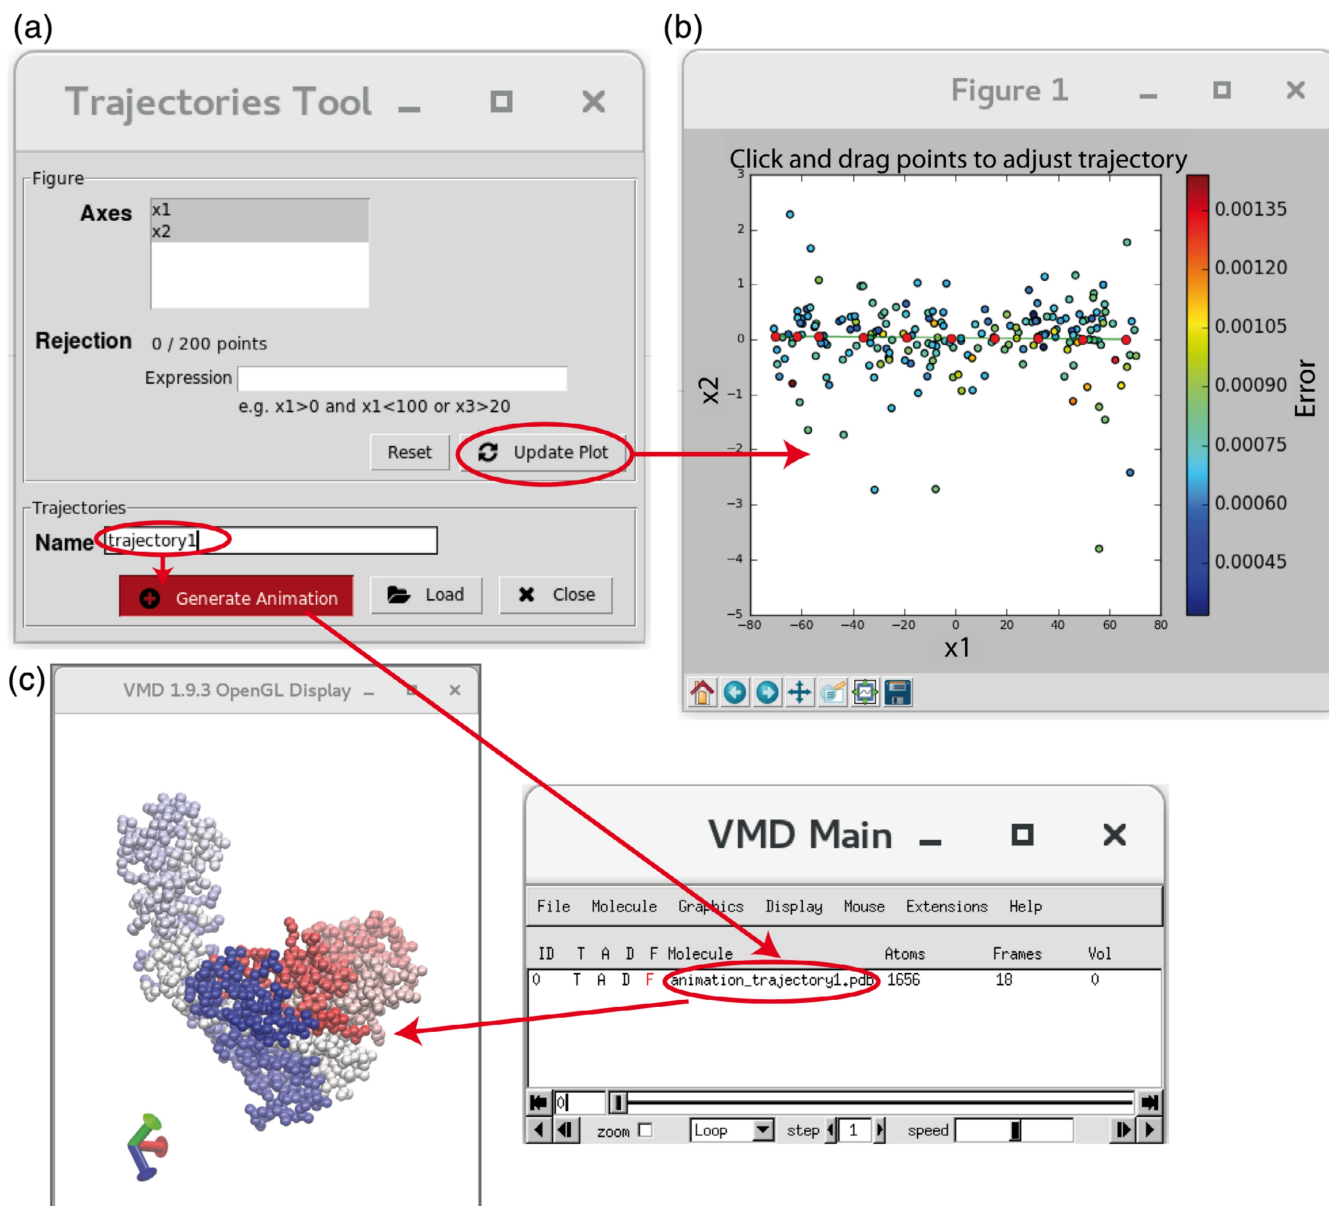 (a)
Trajectories Tool
Figure
Axes
x1
x2
Rejection
0 / 200 points
Expression
e.g. x1>0 and x1<100 or x3>20
Reset
Update Plot
Trajectories
Name
trajectory1
Generate Animation
Load
Close
(b)
Figure 1
Click and drag points to adjust trajectory
3
2
1
0
−1
−2
−3
−4
−5
x2
−80
−60
−40
−20
0
20
40
60
80
x1
0.00135
0.00120
0.00105
0.00090
0.00075
0.00060
0.00045
Error
(c)
VMD 1.9.3 OpenGL Display
VMD Main
File Molecule Graphics Display Mouse Extensions Help
ID T A D F Molecule Atoms Frames Vol
0 T A D F animation_trajectory1.pdb 1656 18 0
0
zoom Loop step 1 speed